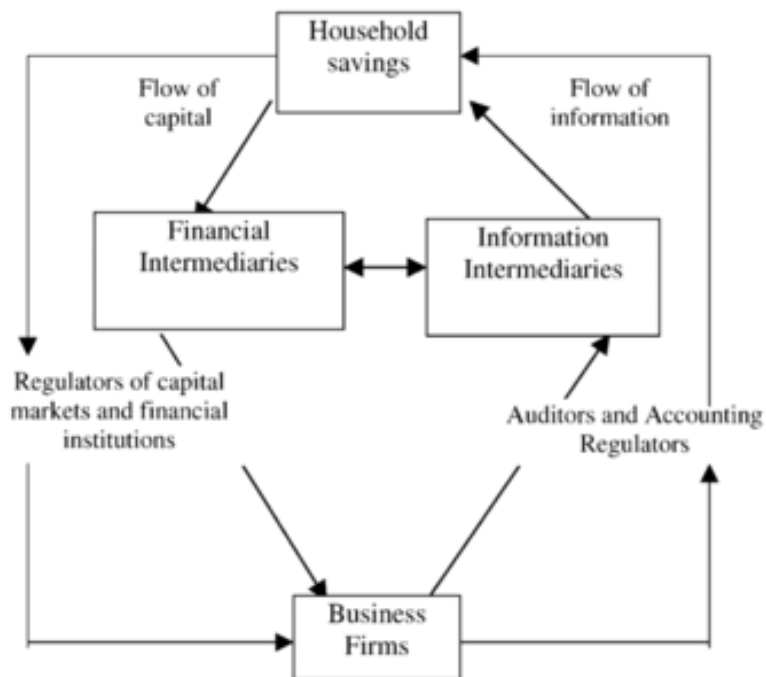 Household
savings
Flow of
capital
Flow of
information
Financial
Intermediaries
Information
Intermediaries
Regulators of capital
markets and financial
institutions
Auditors and Accounting
Regulators
Business
Firms